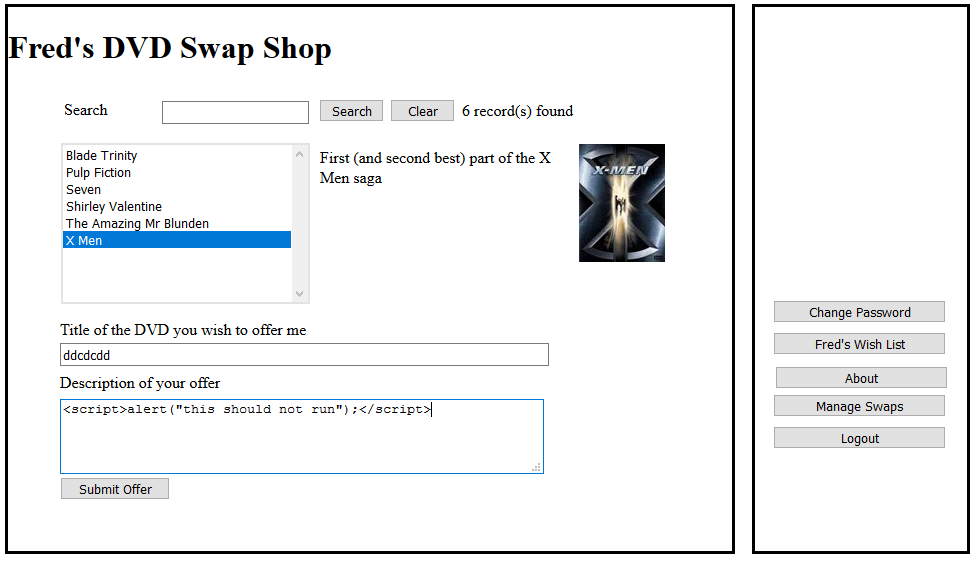 Fred's DVD Swap Shop
Search Search Clear 6 record(s) found
Blade Trinity
Pulp Fiction
Seven
Shirley Valentine
The Amazing Mr Blunden
X Men
First (and second best) part of the X
Men saga
X-MEN
Title of the DVD you wish to offer me
ddcdcdd
Description of your offer
<script>alert("this should not run");</script>
Submit Offer
Change Password
Fred's Wish List
About
Manage Swaps
Logout